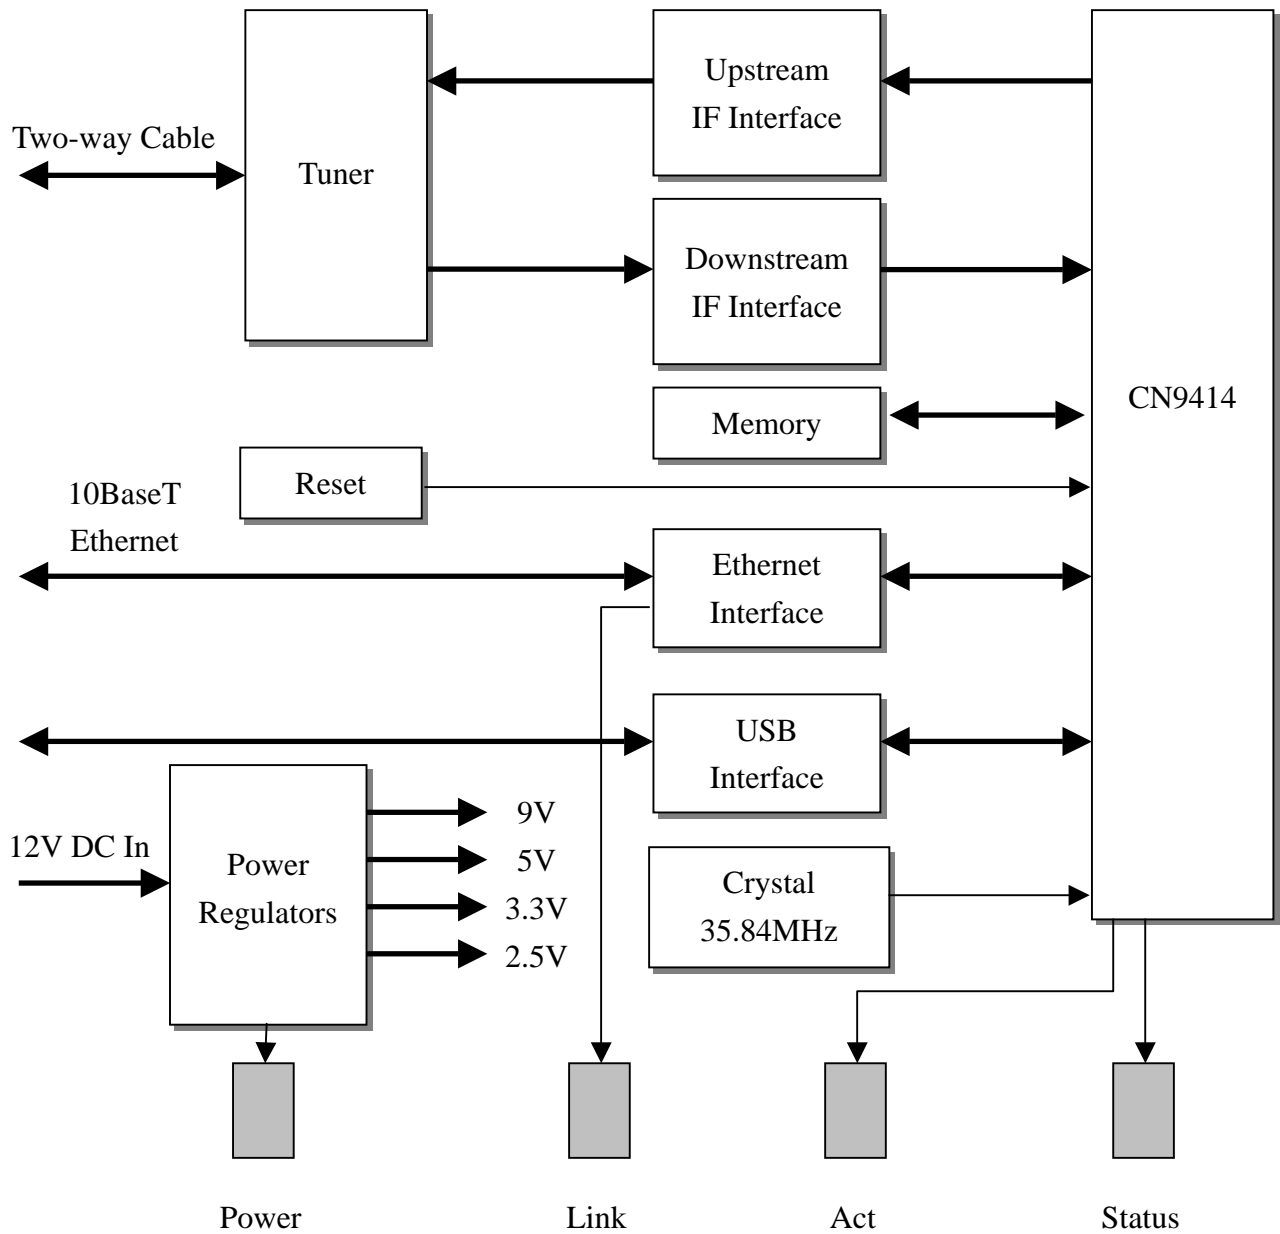 Upstream
IF Interface
Two-way Cable
Tuner
Downstream
IF Interface
CN9414
Memory
Reset
10BaseT
Ethernet
Ethernet
Interface
USB
Interface
9V
12V DC In
5V
Power
Regulators
3.3V
2.5V
Crystal
35.84MHz
Power
Link
Act
Status